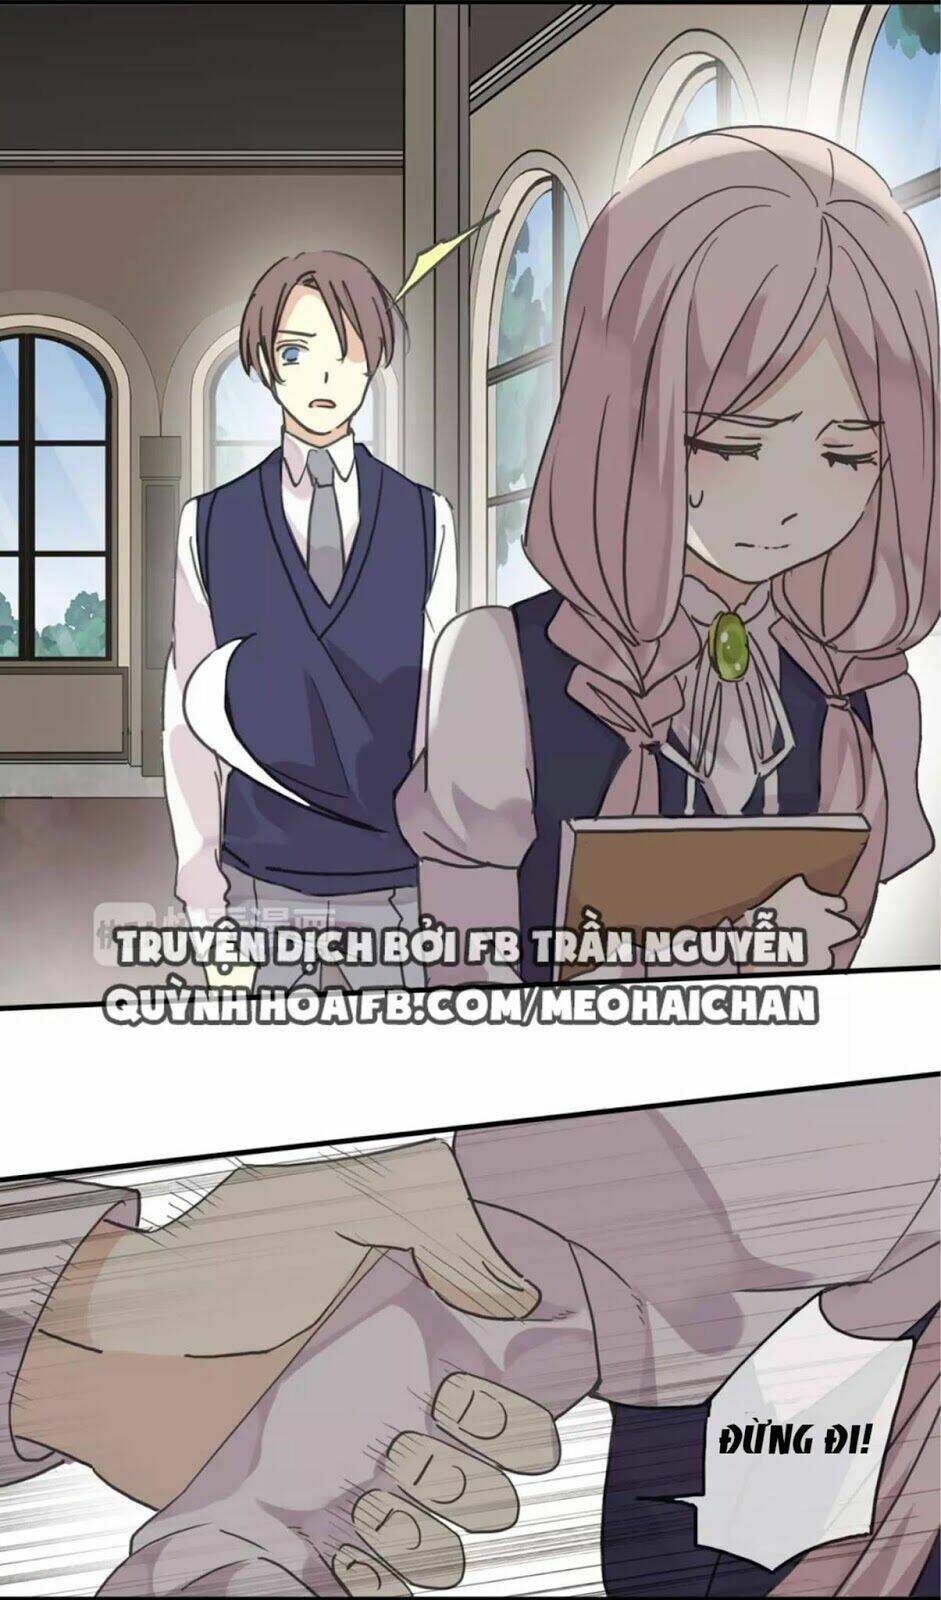 TRUYỆN DỊCH BỞI FB TRẦN NGUYỄN
QUỲNH HOA FB.COM/MEOHAICHAN
ĐỪNG ĐI!